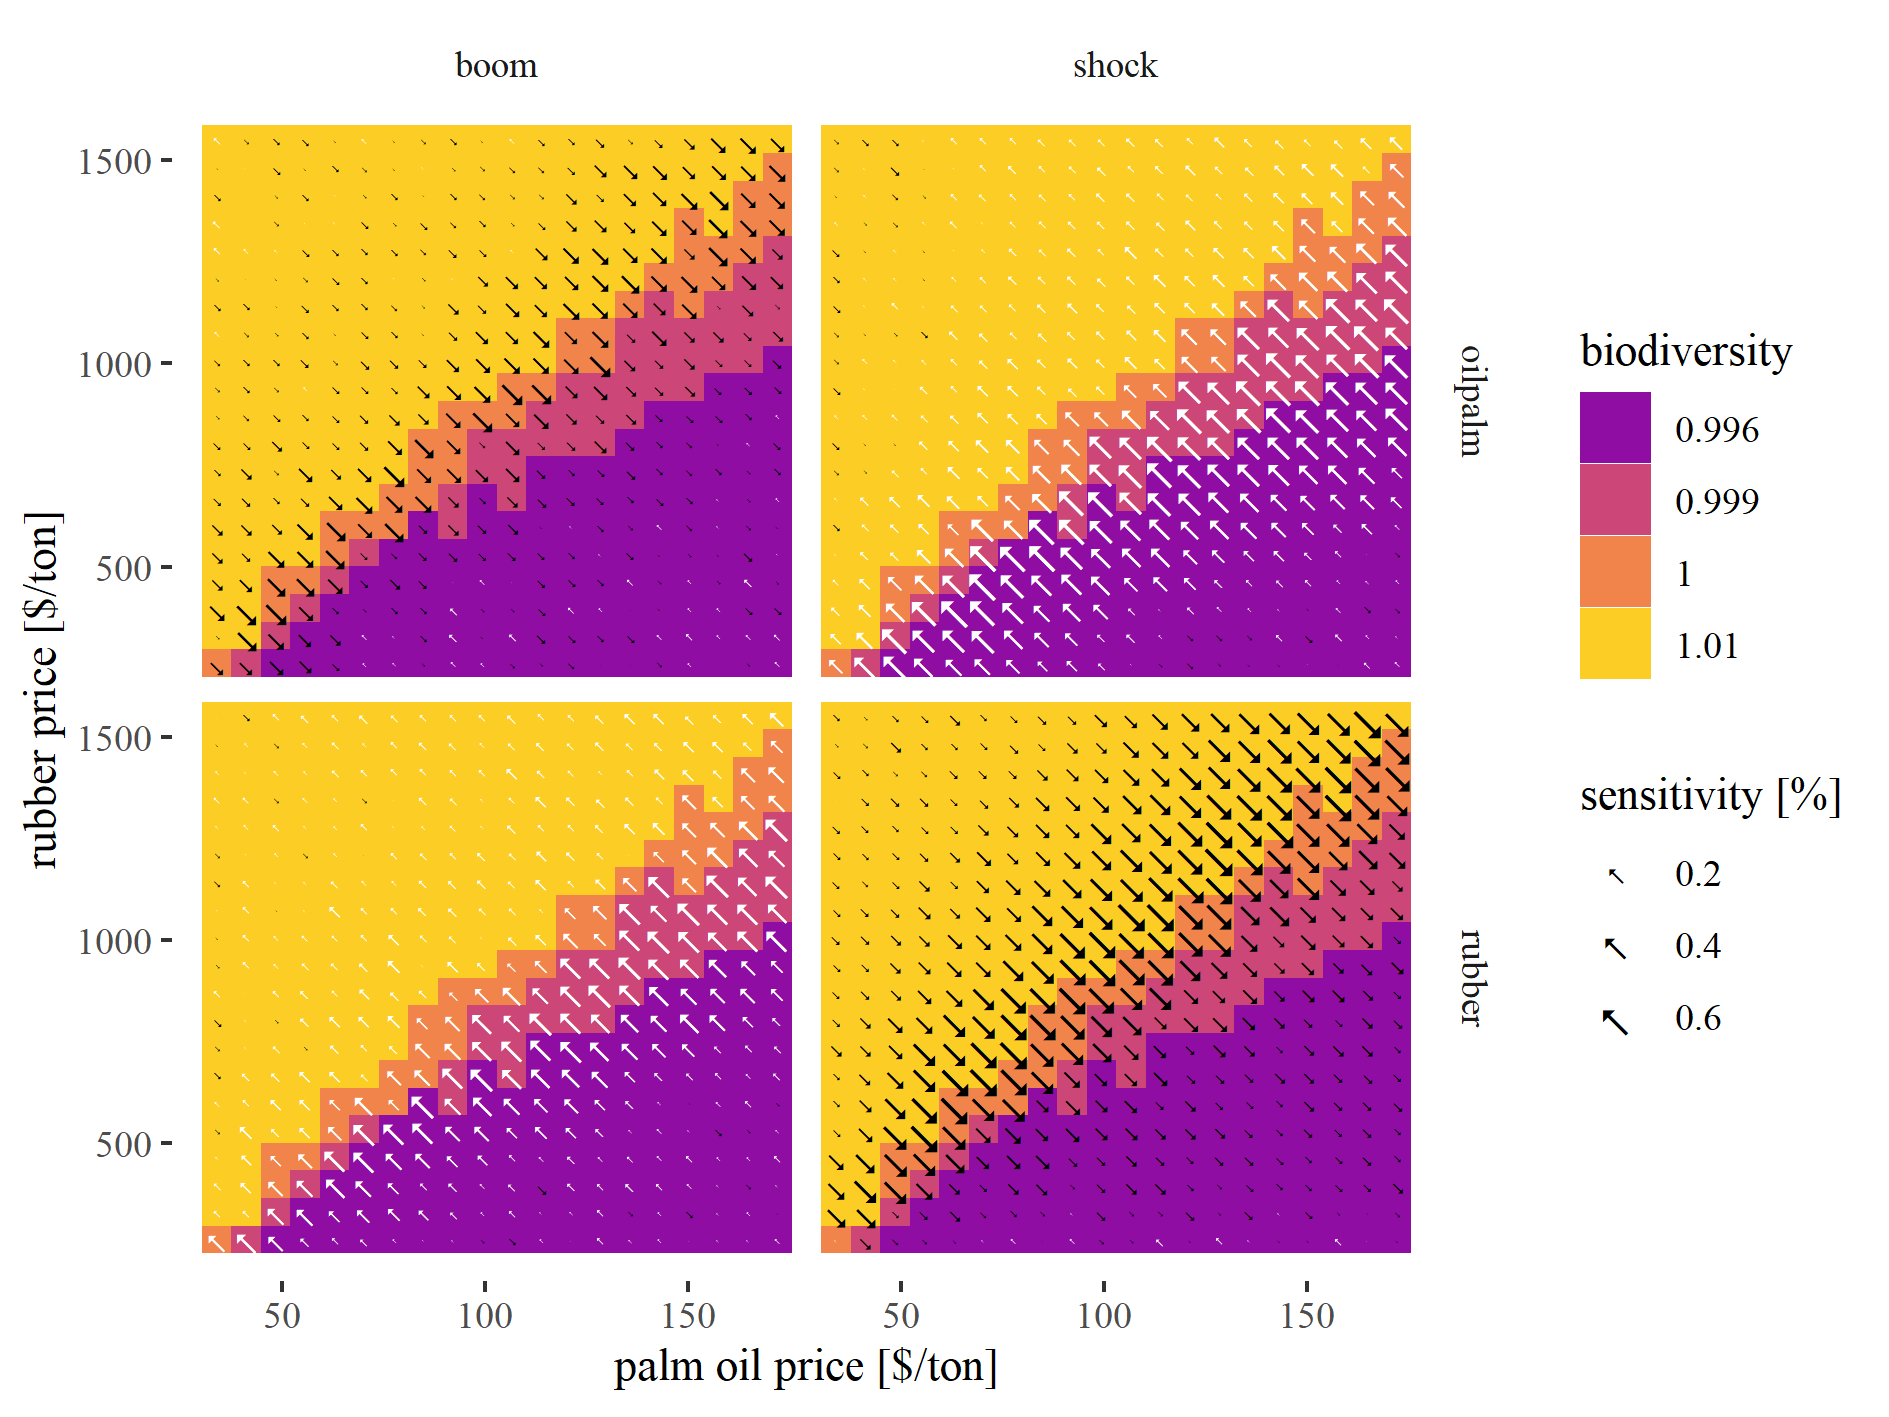 boom
shock
1500
1000
500
oilpalm
1500
1000
500
rubber
50
100
150
50
100
150
palm oil price [$/ton]
rubber price [$/ton]
biodiversity
0.996
0.999
1
1.01
sensitivity [%]
0.2
0.4
0.6